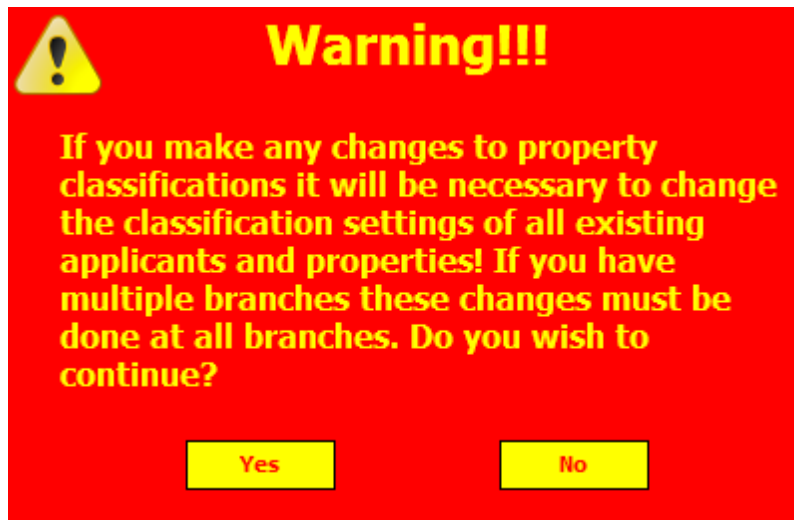 Warning!!!
If you make any changes to property
classifications it will be necessary to change
the classification settings of all existing
applicants and properties! If you have
multiple branches these changes must be
done at all branches. Do you wish to
continue?
Yes No